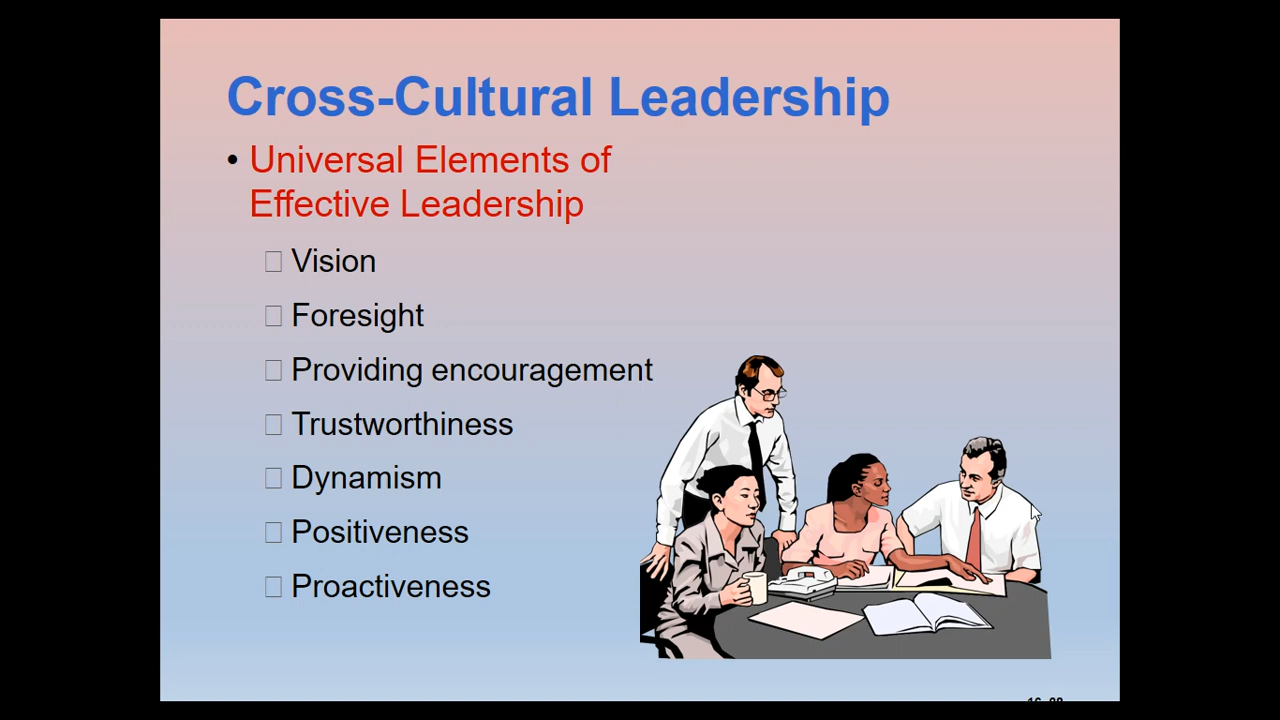 Cross-Cultural Leadership
• Universal Elements of
Effective Leadership
Vision
Foresight
Providing encouragement
Trustworthiness
Dynamism
Positiveness
Proactiveness